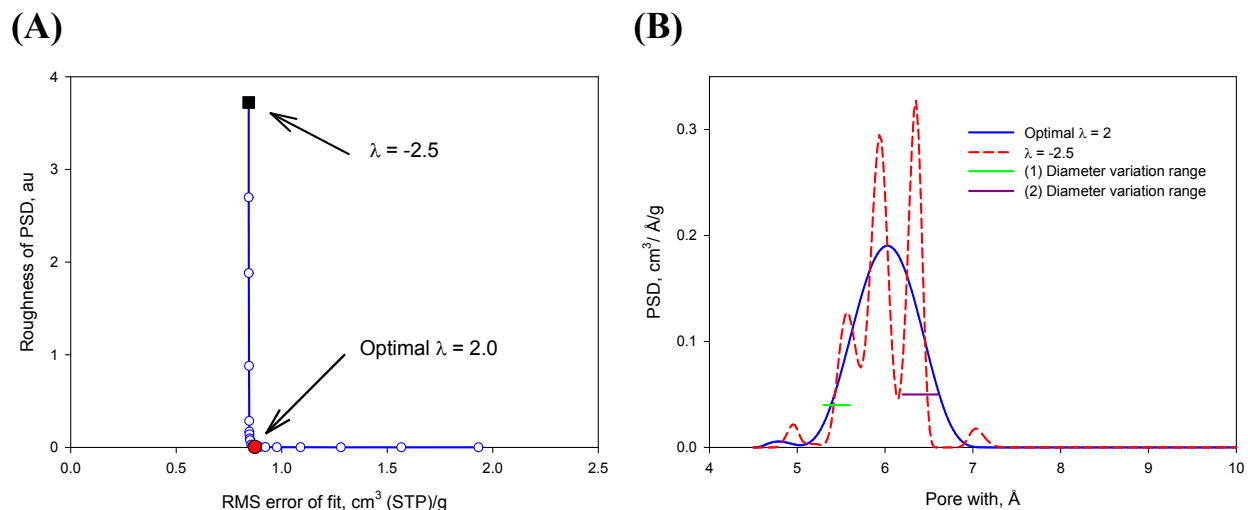 (A)
4
3
2
1
0
Roughness of PSD, au
λ = -2.5
Optimal λ = 2.0
0.0 0.5 1.0 1.5 2.0 2.5
RMS error of fit, cm³ (STP)/g
(B)
0.3
0.2
0.1
0.0
PSD, cm³/ Å/g
Optimal λ = 2
λ = -2.5
(1) Diameter variation range
(2) Diameter variation range
4 5 6 7 8 9 10
Pore with, Å